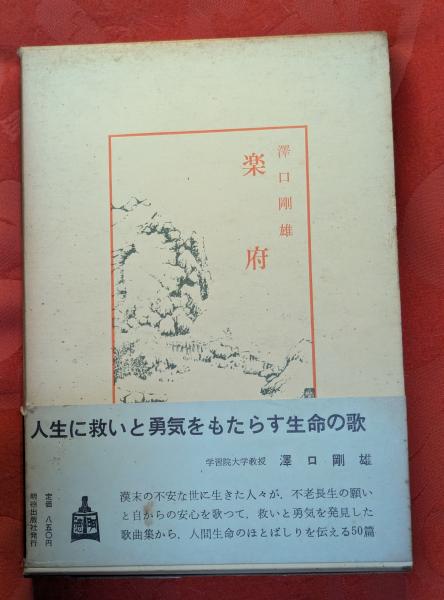 澤口剛雄
楽府
人生に救いと勇気をもたらす生命の歌
学習院大学教授 澤口剛雄
漢末の不安な世に生きた人々が、不老長生の願い
と自からの安心を歌つて、救いと勇気を発見した
歌曲集から、人間生命のほとばしりを伝える50篇
定価 八五〇円
明徳出版社発行